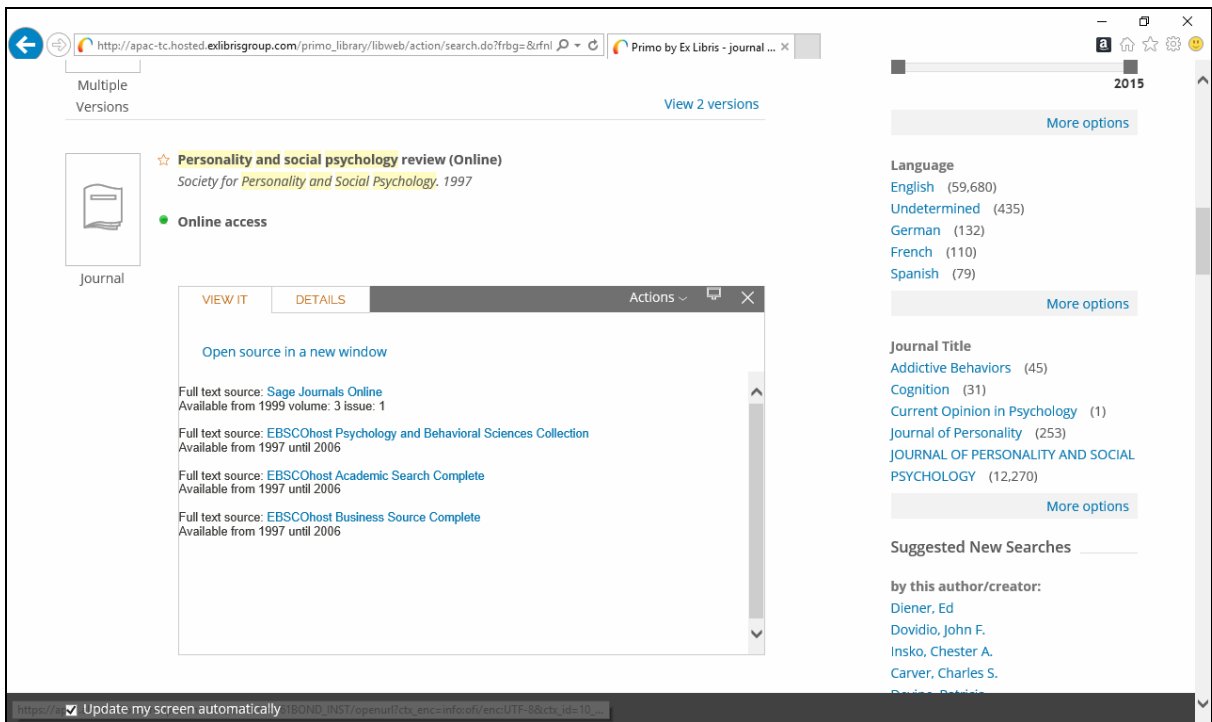 http://apac-tc.hosted.exlibrisgroup.com/primo_library/libweb/action/search.do?frbg=&rfnl
Primo by Ex Libris - journal ...
a
Multiple
Versions
View 2 versions
Personality and social psychology review (Online)
Society for Personality and Social Psychology. 1997
Online access
Journal
VIEW IT DETAILS Actions
Open source in a new window
Full text source: Sage Journals Online
Available from 1999 volume: 3 issue: 1
Full text source: EBSCOhost Psychology and Behavioral Sciences Collection
Available from 1997 until 2006
Full text source: EBSCOhost Academic Search Complete
Available from 1997 until 2006
Full text source: EBSCOhost Business Source Complete
Available from 1997 until 2006
2015
More options
Language
English (59,680)
Undetermined (435)
German (132)
French (110)
Spanish (79)
More options
Journal Title
Addictive Behaviors (45)
Cognition (31)
Current Opinion in Psychology (1)
Journal of Personality (253)
JOURNAL OF PERSONALITY AND SOCIAL
PSYCHOLOGY (12,270)
More options
Suggested New Searches
by this author/creator:
Diener, Ed
Dovidio, John F.
Insko, Chester A.
Carver, Charles S.
Update my screen automatically